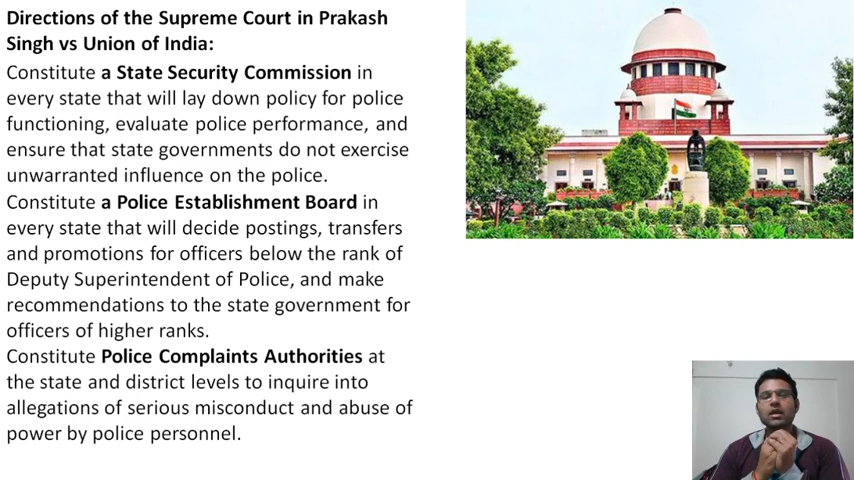 Directions of the Supreme Court in Prakash
Singh vs Union of India:
Constitute a State Security Commission in
every state that will lay down policy for police
functioning, evaluate police performance, and
ensure that state governments do not exercise
unwarranted influence on the police.
Constitute a Police Establishment Board in
every state that will decide postings, transfers
and promotions for officers below the rank of
Deputy Superintendent of Police, and make
recommendations to the state government for
officers of higher ranks.
Constitute Police Complaints Authorities at
the state and district levels to inquire into
allegations of serious misconduct and abuse of
power by police personnel.